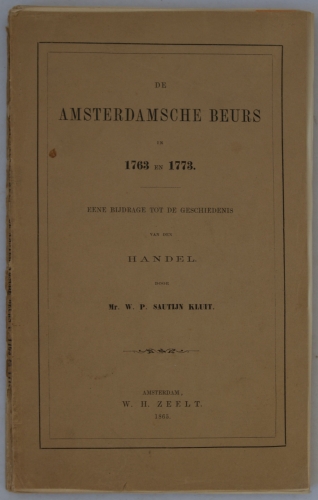 DE
AMSTERDAMSCHE BEURS
IN
1763 EN 1773.
EENE BIJDRAGE TOT DE GESCHIEDENIS
VAN DEN
HANDEL
DOOR
Mr. W. P. SAUTIJN KLUIT.
AMSTERDAM,
W. H. ZEELT.
1865.